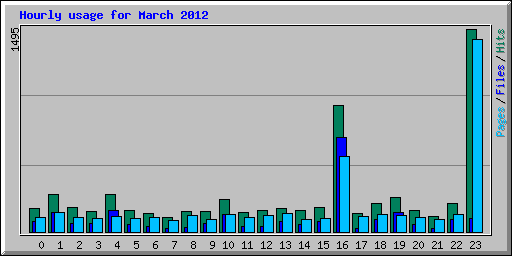 Hourly usage for March 2012
1495
Pages/Files/Hits
0 1 2 3 4 5 6 7 8 9 10 11 12 13 14 15 16 17 18 19 20 21 22 23